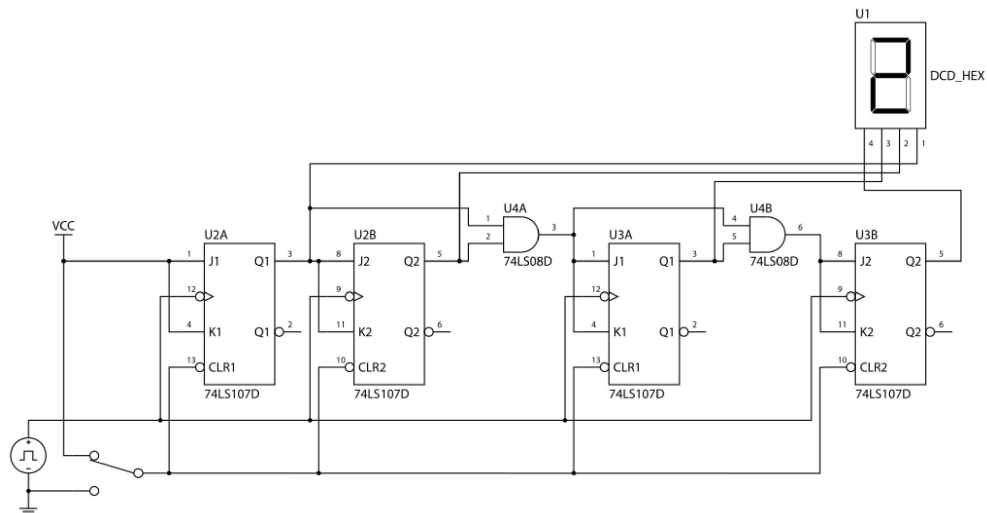 U1
DCD_HEX
4 3 2 1
U4A
1
2
3
74LS08D
U4B
4
5
6
74LS08D
VCC
U2A
1 J1 Q1 3
12
4 K1 Q1 2
13 CLR1
74LS107D
U2B
8 J2 Q2 5
9
11 K2 Q2 6
10 CLR2
74LS107D
U3A
1 J1 Q1 3
12
4 K1 Q1 2
13 CLR1
74LS107D
U3B
8 J2 Q2 5
9
11 K2 Q2 6
10 CLR2
74LS107D
+
−
2